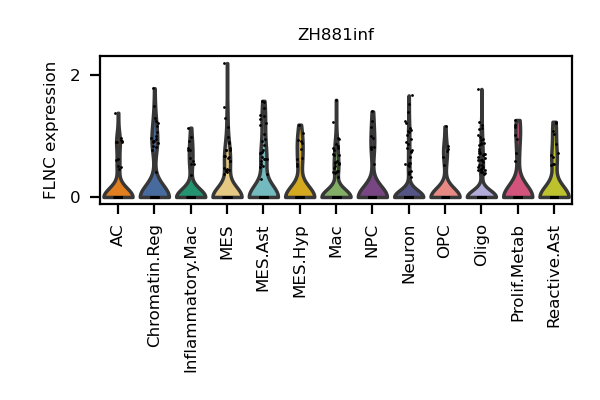 ZH881inf
FLNC expression
2
0
AC
Chromatin.Reg
Inflammatory.Mac
MES
MES.Ast
MES.Hyp
Mac
NPC
Neuron
OPC
Oligo
Prolif.Metab
Reactive.Ast